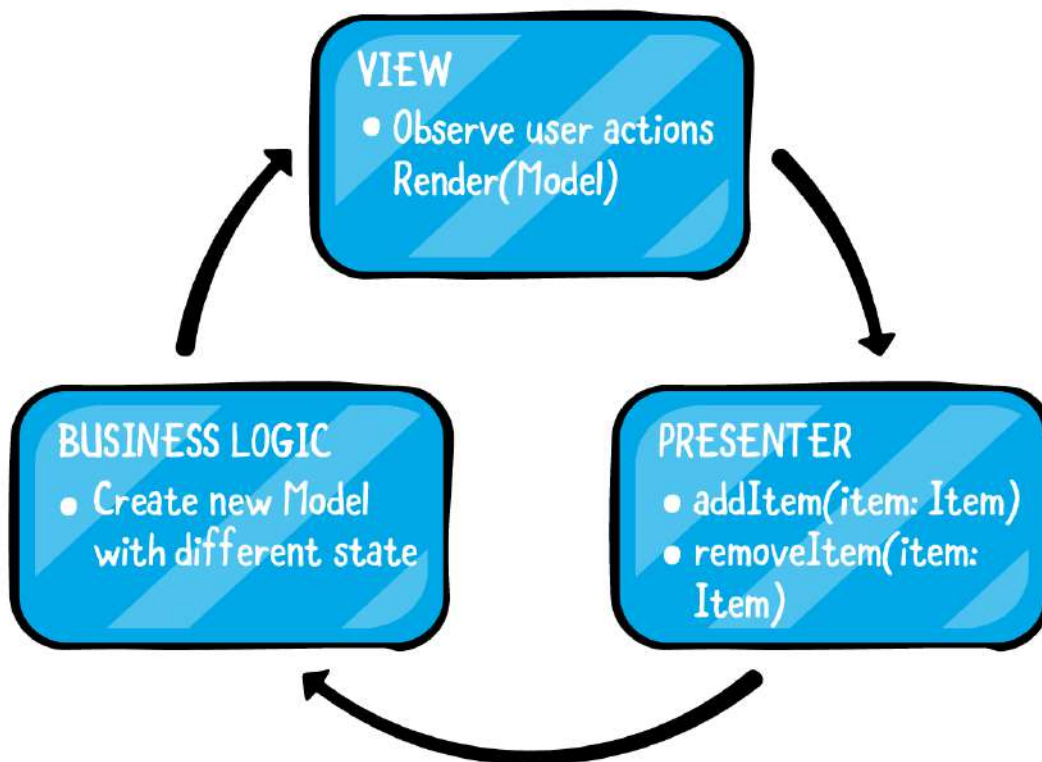 VIEW
• Observe user actions
Render(Model)
BUSINESS LOGIC
• Create new Model
with different state
PRESENTER
• addItem(item: Item)
• removeItem(item:
Item)